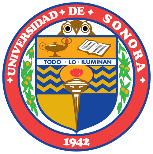 UNIVERSIDAD DE SONORA
TODO LO ILUMINAN
1942